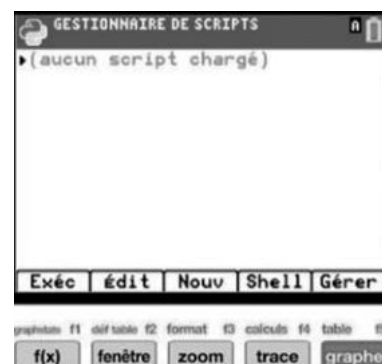 GESTIONNAIRE DE SCRIPTS A
(aucun script chargé)
Exéc Édit Nouv Shell Gérer
graphstats f1 déf table f2 format f3 calculs f4 table
f(x) fenêtre zoom trace graphe